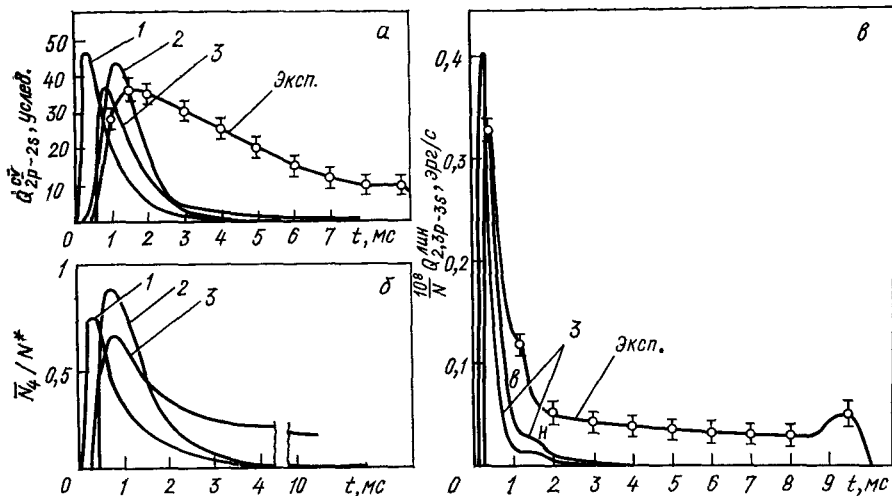 а
50
40
30
20
10
0
Q̇ CV 2p-2s, услед.
1
2
3
Эксп.
1 2 3 4 5 6 7 t, мс
б
1
0,5
0
N̄4/N*
1
2
3
1 2 3 4 5 10 t, мс
в
0,4
0,3
0,2
0,1
0
10⁸/N Q лин 2,3p-3s, эрг/с
3
в
н
Эксп.
1 2 3 4 5 6 7 8 9 t, мс